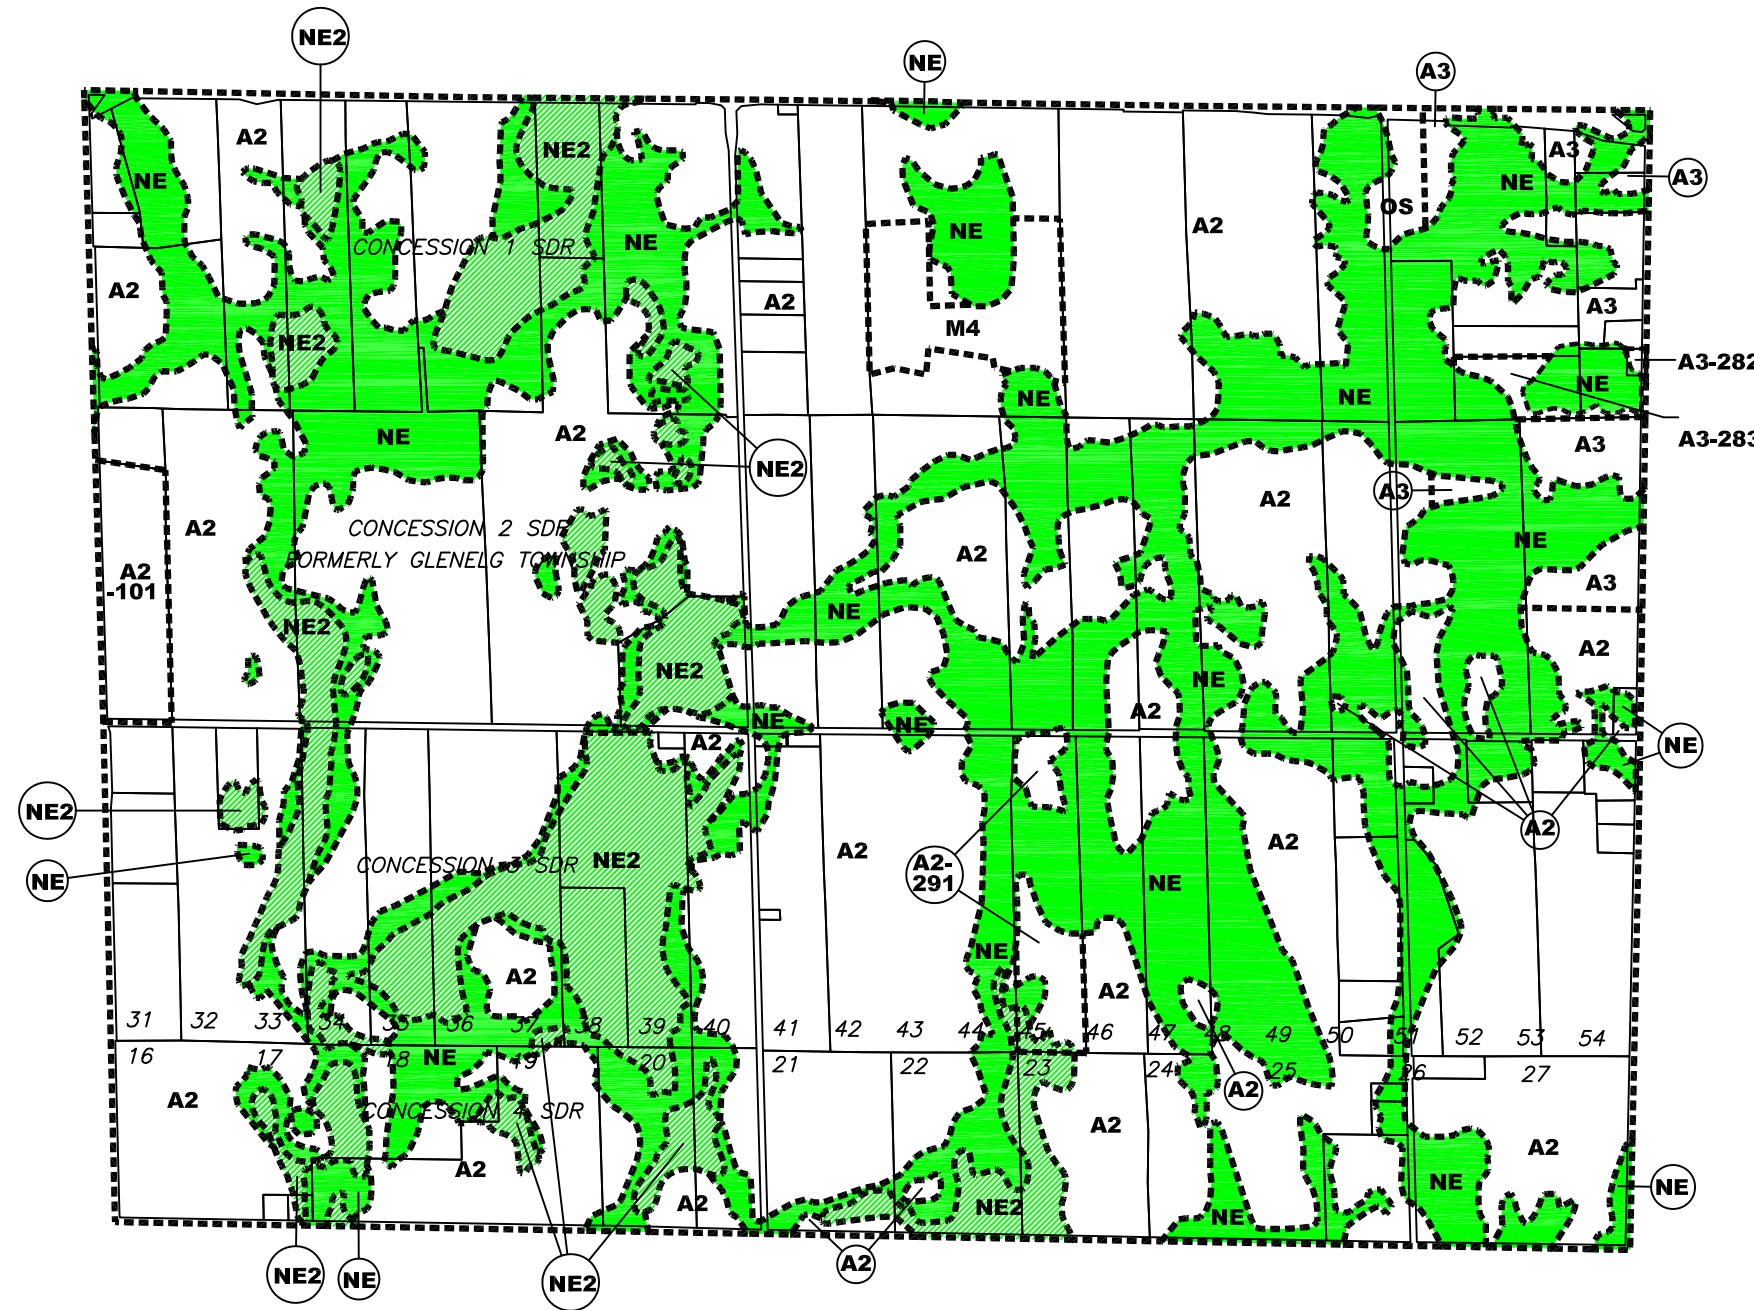 NE2
NE
A3
A2
NE2
A3
NE
NE
A3
OS
A2
NE
CONCESSION 1 SDR
NE
A2
A2
A3
M4
NE2
A3-282
NE
NE
NE
A3-283
NE
A2
A3
NE2
A3
A2
A2
CONCESSION 2 SDR
NE
A2
FORMERLY GLENELG TOWNSHIP
A2
-101
A3
NE
NE2
A2
NE2
NE
A2
NE
NE
A2
NE
NE2
A2
A2
A2
NE2
CONCESSION 3 SDR
A2-
291
NE
NE
NE
A2
A2
31 32 33 34 35 36 37 38 39 40 41 42 43 44 45 46 47 48 49 50 51 52 53 54
16 17 18 19 20 21 22 23 24 25 26 27
NE
A2
A2
CONCESSION 4 SDR
A2
A2
A2
NE
NE
A2
NE2
NE
A2
NE2
NE
NE2